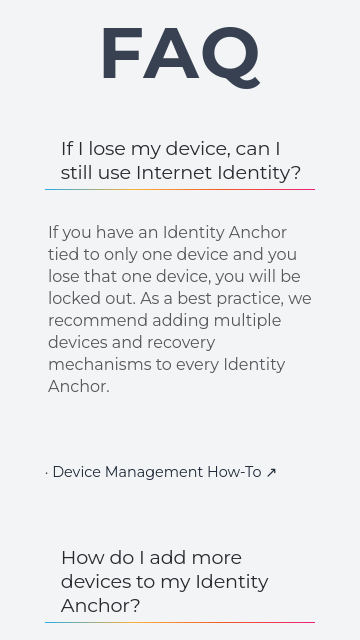 FAQ
If I lose my device, can I
still use Internet Identity?
If you have an Identity Anchor
tied to only one device and you
lose that one device, you will be
locked out. As a best practice, we
recommend adding multiple
devices and recovery
mechanisms to every Identity
Anchor.
· Device Management How-To ↗
How do I add more
devices to my Identity
Anchor?